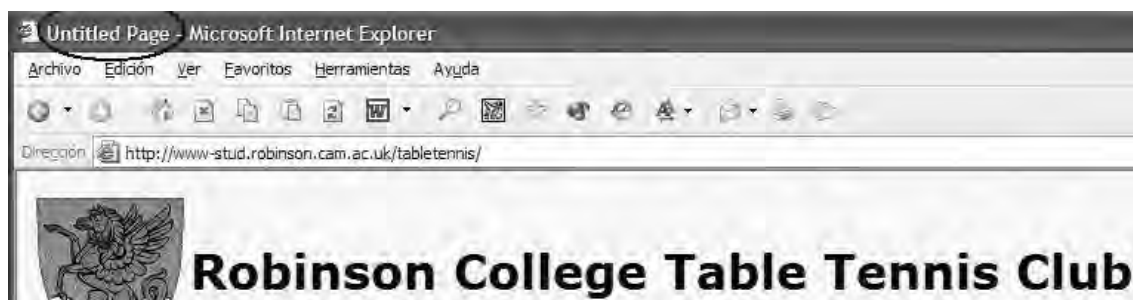 Untitled Page - Microsoft Internet Explorer
Archivo Edición Ver Favoritos Herramientas Ayuda
Dirección http://www-stud.robinson.cam.ac.uk/tabletennis/
Robinson College Table Tennis Club